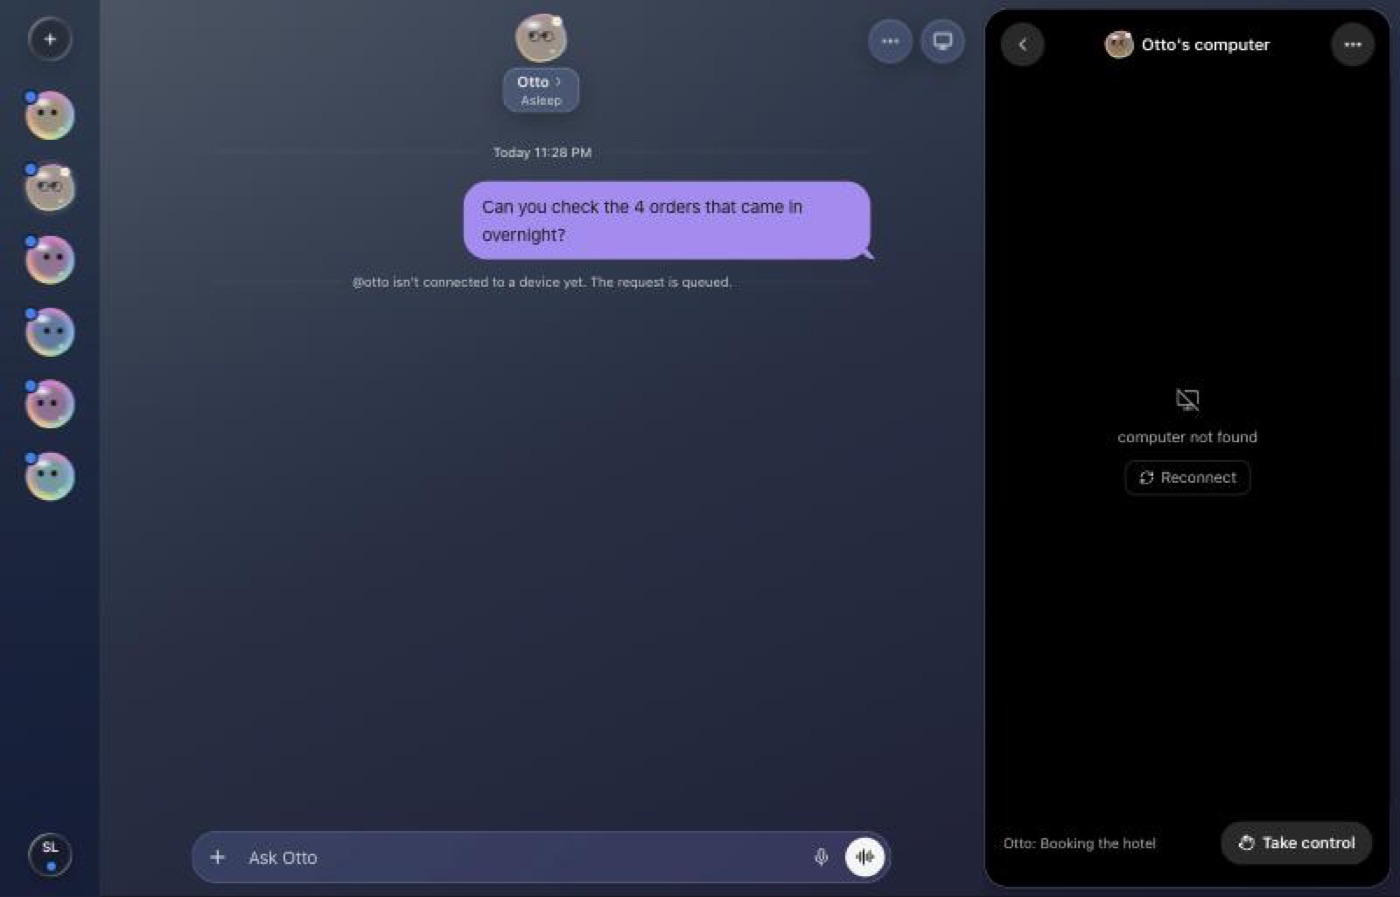 Otto
Asleep
Today 11:28 PM
Can you check the 4 orders that came in
overnight?
@otto isn't connected to a device yet. The request is queued.
Ask Otto
SL
Otto's computer
computer not found
Reconnect
Otto: Booking the hotel
Take control